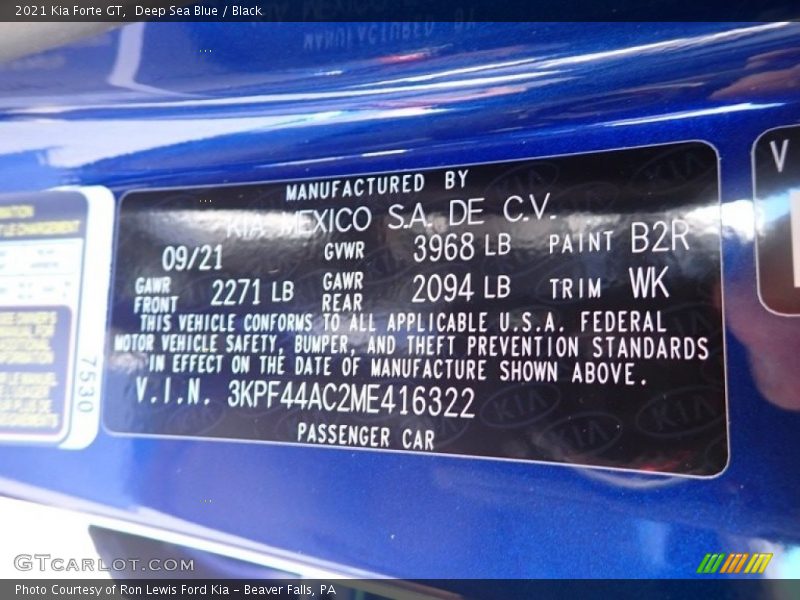 2021 Kia Forte GT, Deep Sea Blue / Black
MANUFACTURED BY
KIA MEXICO S.A. DE C.V.
09/21 GVWR 3968 LB PAINT B2R
GAWR FRONT 2271 LB GAWR REAR 2094 LB TRIM WK
THIS VEHICLE CONFORMS TO ALL APPLICABLE U.S.A. FEDERAL
MOTOR VEHICLE SAFETY, BUMPER, AND THEFT PREVENTION STANDARDS
IN EFFECT ON THE DATE OF MANUFACTURE SHOWN ABOVE.
V.I.N. 3KPF44AC2ME416322
PASSENGER CAR
7530
V
GTCARLOT.COM
Photo Courtesy of Ron Lewis Ford Kia - Beaver Falls, PA